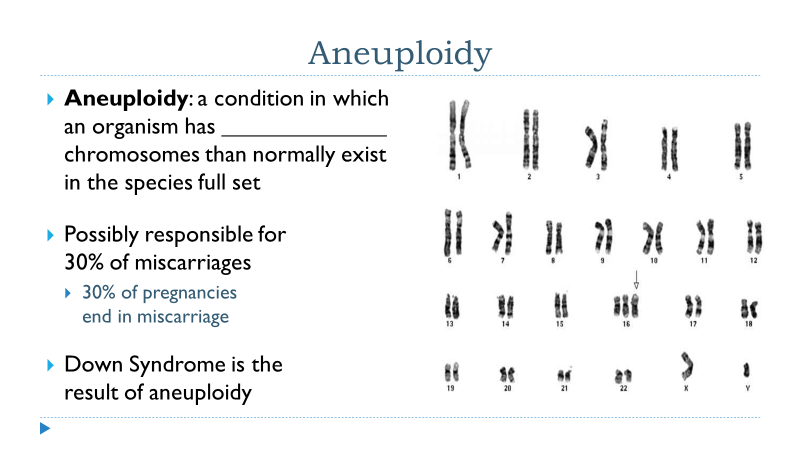 Aneuploidy
Aneuploidy: a condition in which
an organism has _______________
chromosomes than normally exist
in the species full set
Possibly responsible for
30% of miscarriages
30% of pregnancies
end in miscarriage
Down Syndrome is the
result of aneuploidy
1 2 3 4 5
6 7 8 9 10 11 12
13 14 15 16 17 18
19 20 21 22 X Y